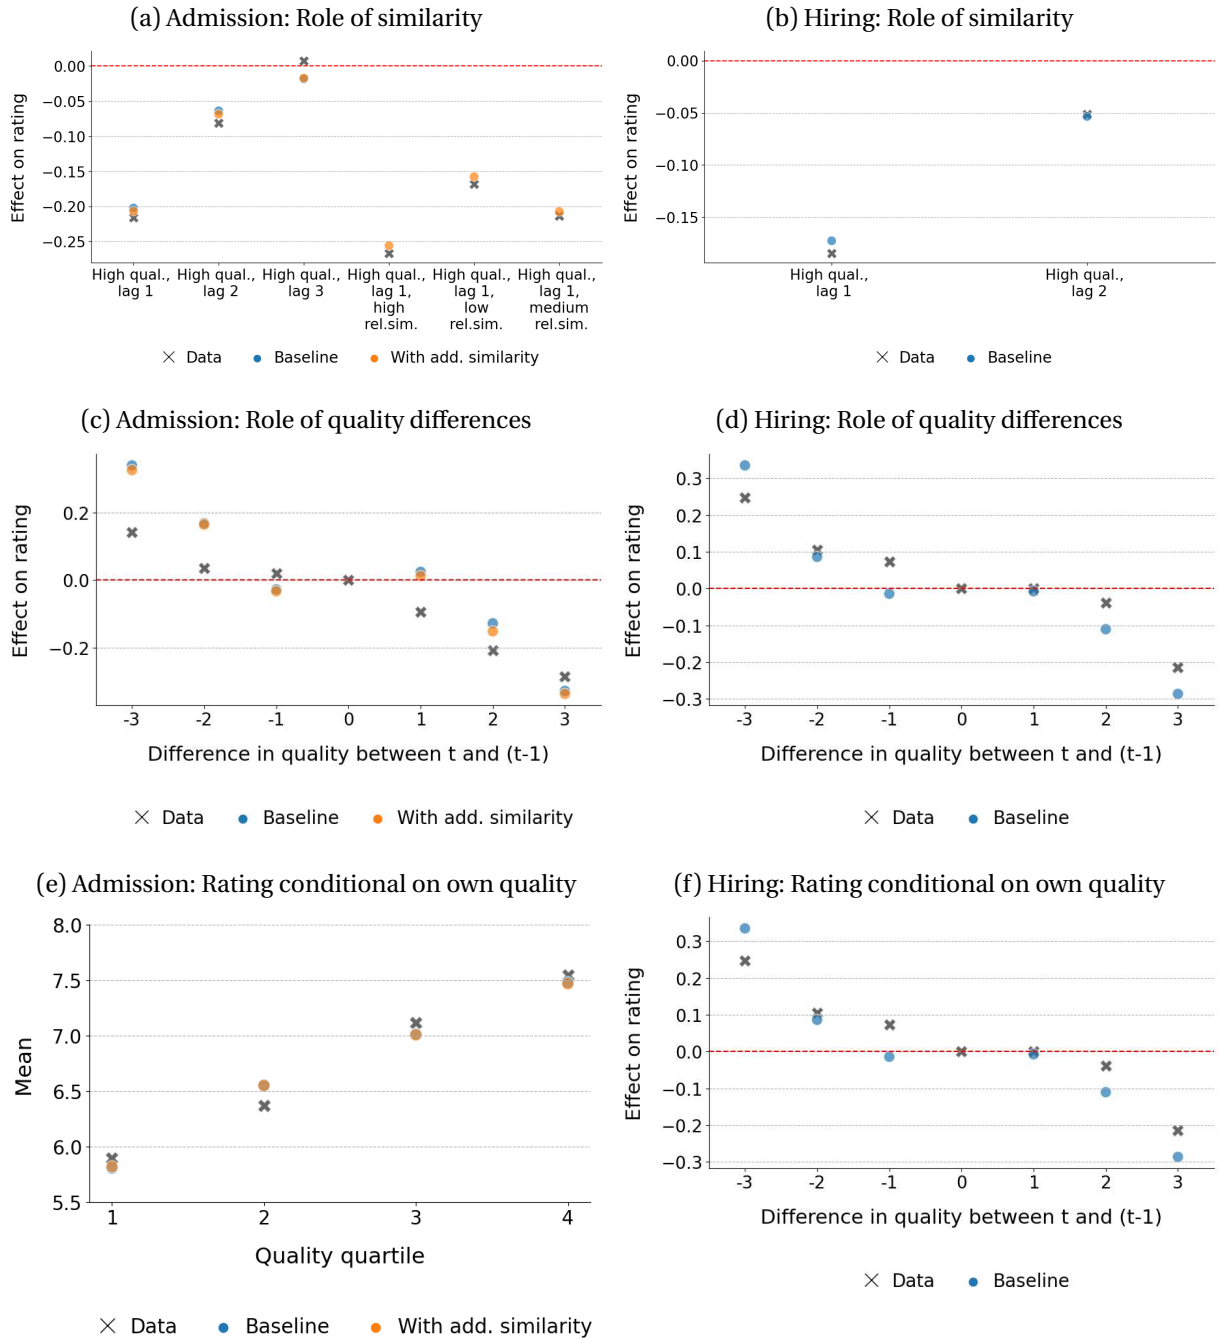 (a) Admission: Role of similarity
Effect on rating
0.00
−0.05
−0.10
−0.15
−0.20
−0.25
High qual., lag 1
High qual., lag 2
High qual., lag 3
High qual., lag 1, high rel.sim.
High qual., lag 1, low rel.sim.
High qual., lag 1, medium rel.sim.
Data Baseline With add. similarity
(b) Hiring: Role of similarity
Effect on rating
0.00
−0.05
−0.10
−0.15
High qual., lag 1
High qual., lag 2
Data Baseline
(c) Admission: Role of quality differences
Effect on rating
0.2
0.0
−0.2
-3 -2 -1 0 1 2 3
Difference in quality between t and (t-1)
Data Baseline With add. similarity
(d) Hiring: Role of quality differences
Effect on rating
0.3
0.2
0.1
0.0
−0.1
−0.2
−0.3
-3 -2 -1 0 1 2 3
Difference in quality between t and (t-1)
Data Baseline
(e) Admission: Rating conditional on own quality
Mean
8.0
7.5
7.0
6.5
6.0
5.5
1 2 3 4
Quality quartile
Data Baseline With add. similarity
(f) Hiring: Rating conditional on own quality
Effect on rating
0.3
0.2
0.1
0.0
−0.1
−0.2
−0.3
-3 -2 -1 0 1 2 3
Difference in quality between t and (t-1)
Data Baseline